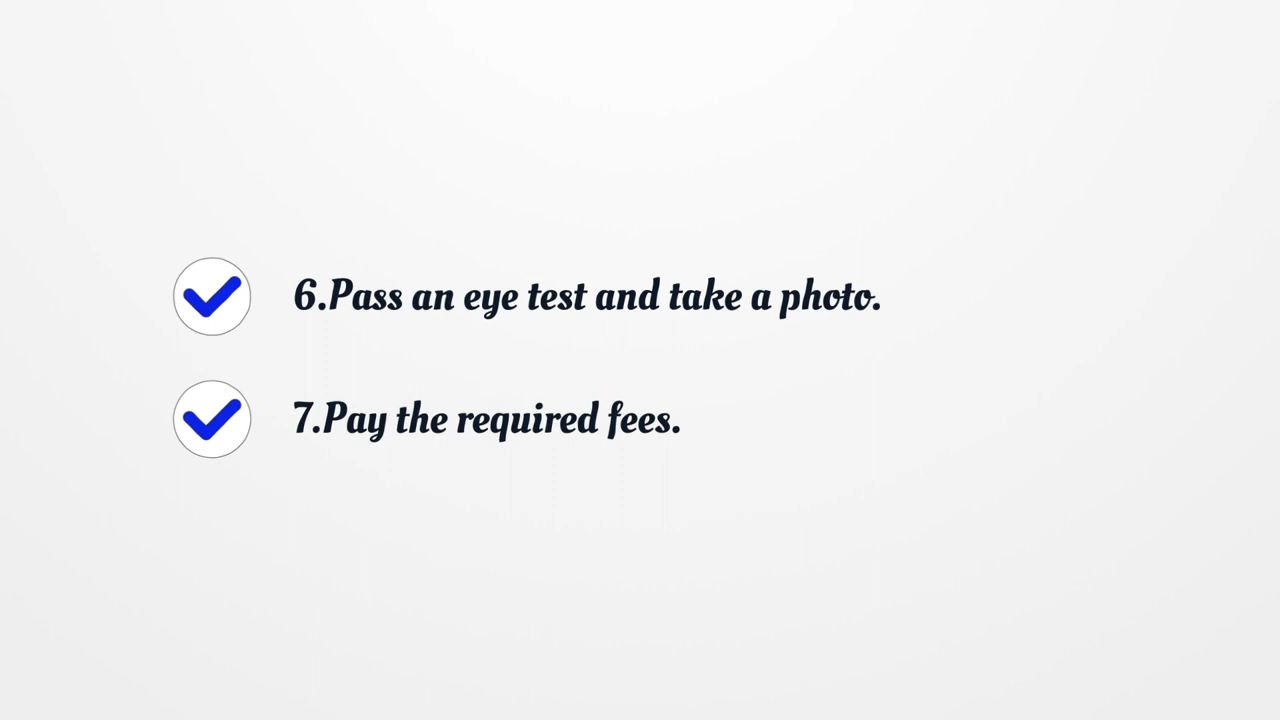 6.Pass an eye test and take a photo.
7.Pay the required fees.